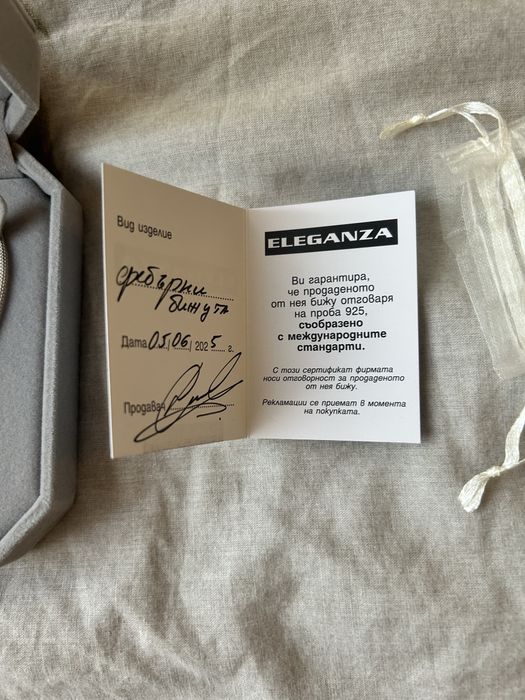 Вид изделие
сребърни
бижута
Дата 05/06/2025 г.
Продавач
ELEGANZA
Ви гарантира,
че продаденото
от нея бижу отговаря
на проба 925,
съобразено
с международните
стандарти.
С този сертификат фирмата
носи отговорност за продаденото
от нея бижу.
Рекламации се приемат в момента
на покупката.